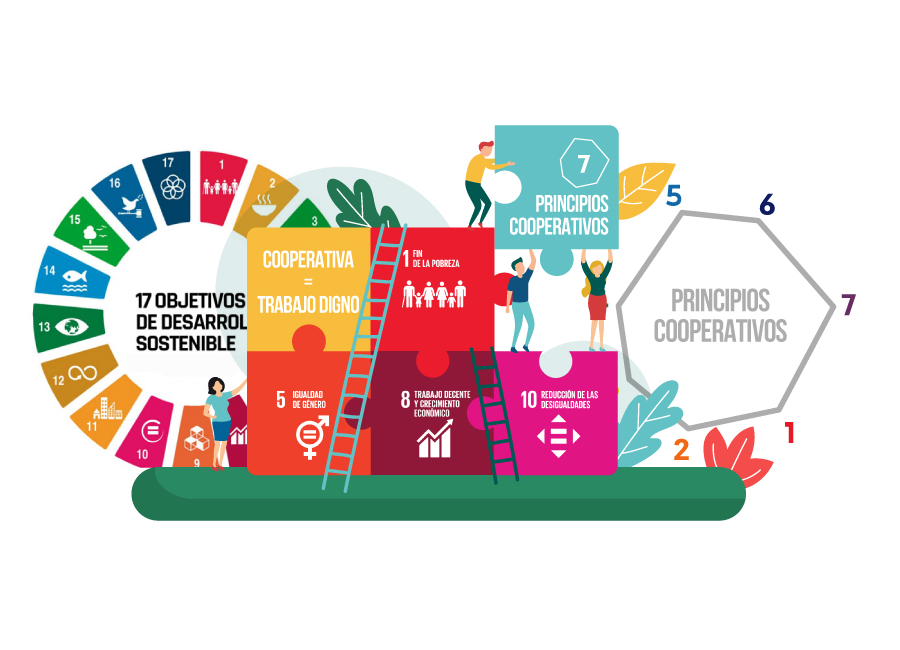 17
1
16
2
15
3
14
13
12
11
10
9
17 OBJETIVOS
DE DESARROL
SOSTENIBLE
COOPERATIVA
=
TRABAJO DIGNO
1 FIN
DE LA POBREZA
7
PRINCIPIOS
COOPERATIVOS
5 IGUALDAD
DE GÉNERO
8 TRABAJO DECENTE
Y CRECIMIENTO
ECONÓMICO
10 REDUCCIÓN DE LAS
DESIGUALDADES
5
6
7
PRINCIPIOS
COOPERATIVOS
1
2